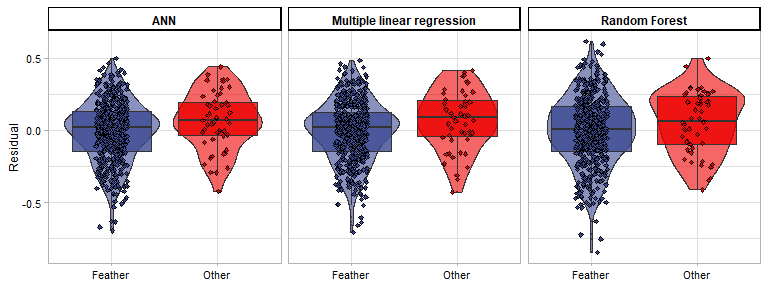 ANN Multiple linear regression Random Forest
Residual
0.5
0.0
-0.5
Feather Other Feather Other Feather Other